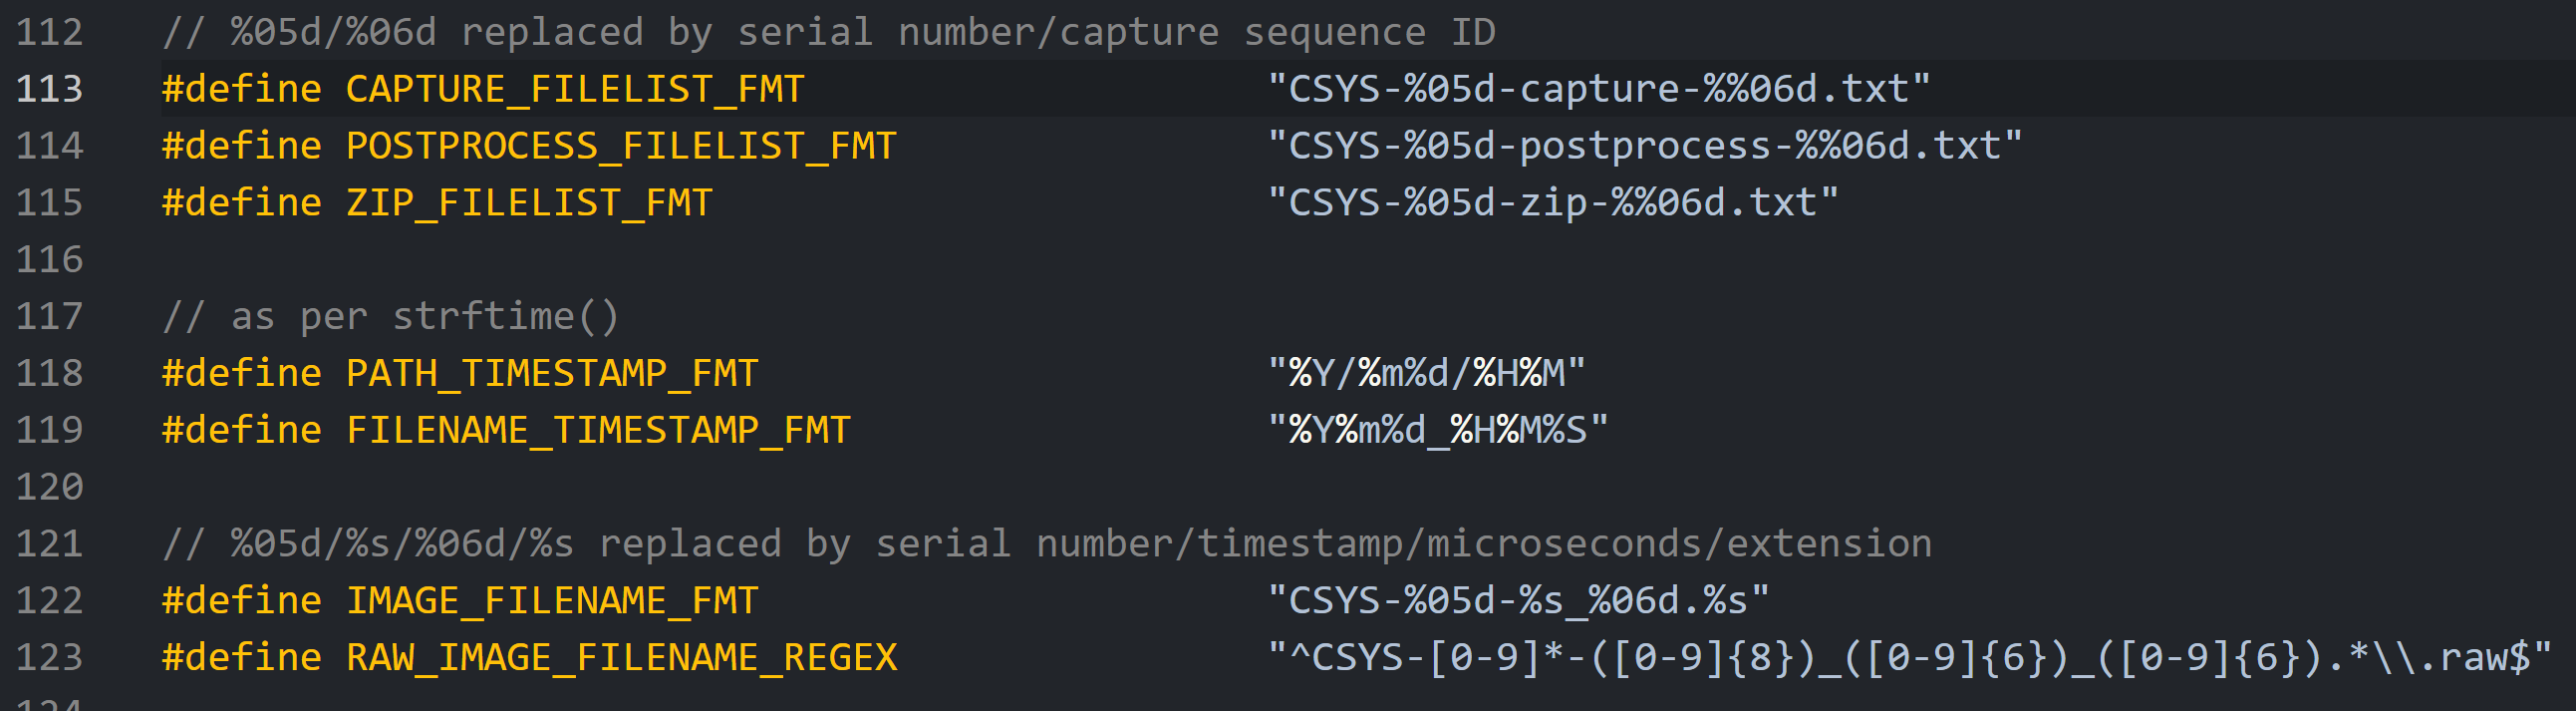 112 // %05d/%06d replaced by serial number/capture sequence ID
113 #define CAPTURE_FILELIST_FMT "CSYS-%05d-capture-%%06d.txt"
114 #define POSTPROCESS_FILELIST_FMT "CSYS-%05d-postprocess-%%06d.txt"
115 #define ZIP_FILELIST_FMT "CSYS-%05d-zip-%%06d.txt"
116
117 // as per strftime()
118 #define PATH_TIMESTAMP_FMT "%Y/%m%d/%H%M"
119 #define FILENAME_TIMESTAMP_FMT "%Y%m%d_%H%M%S"
120
121 // %05d/%s/%06d/%s replaced by serial number/timestamp/microseconds/extension
122 #define IMAGE_FILENAME_FMT "CSYS-%05d-%s_%06d.%s"
123 #define RAW_IMAGE_FILENAME_REGEX "^CSYS-[0-9]*-([0-9]{8})_([0-9]{6})_([0-9]{6}).*\\.raw$"
124